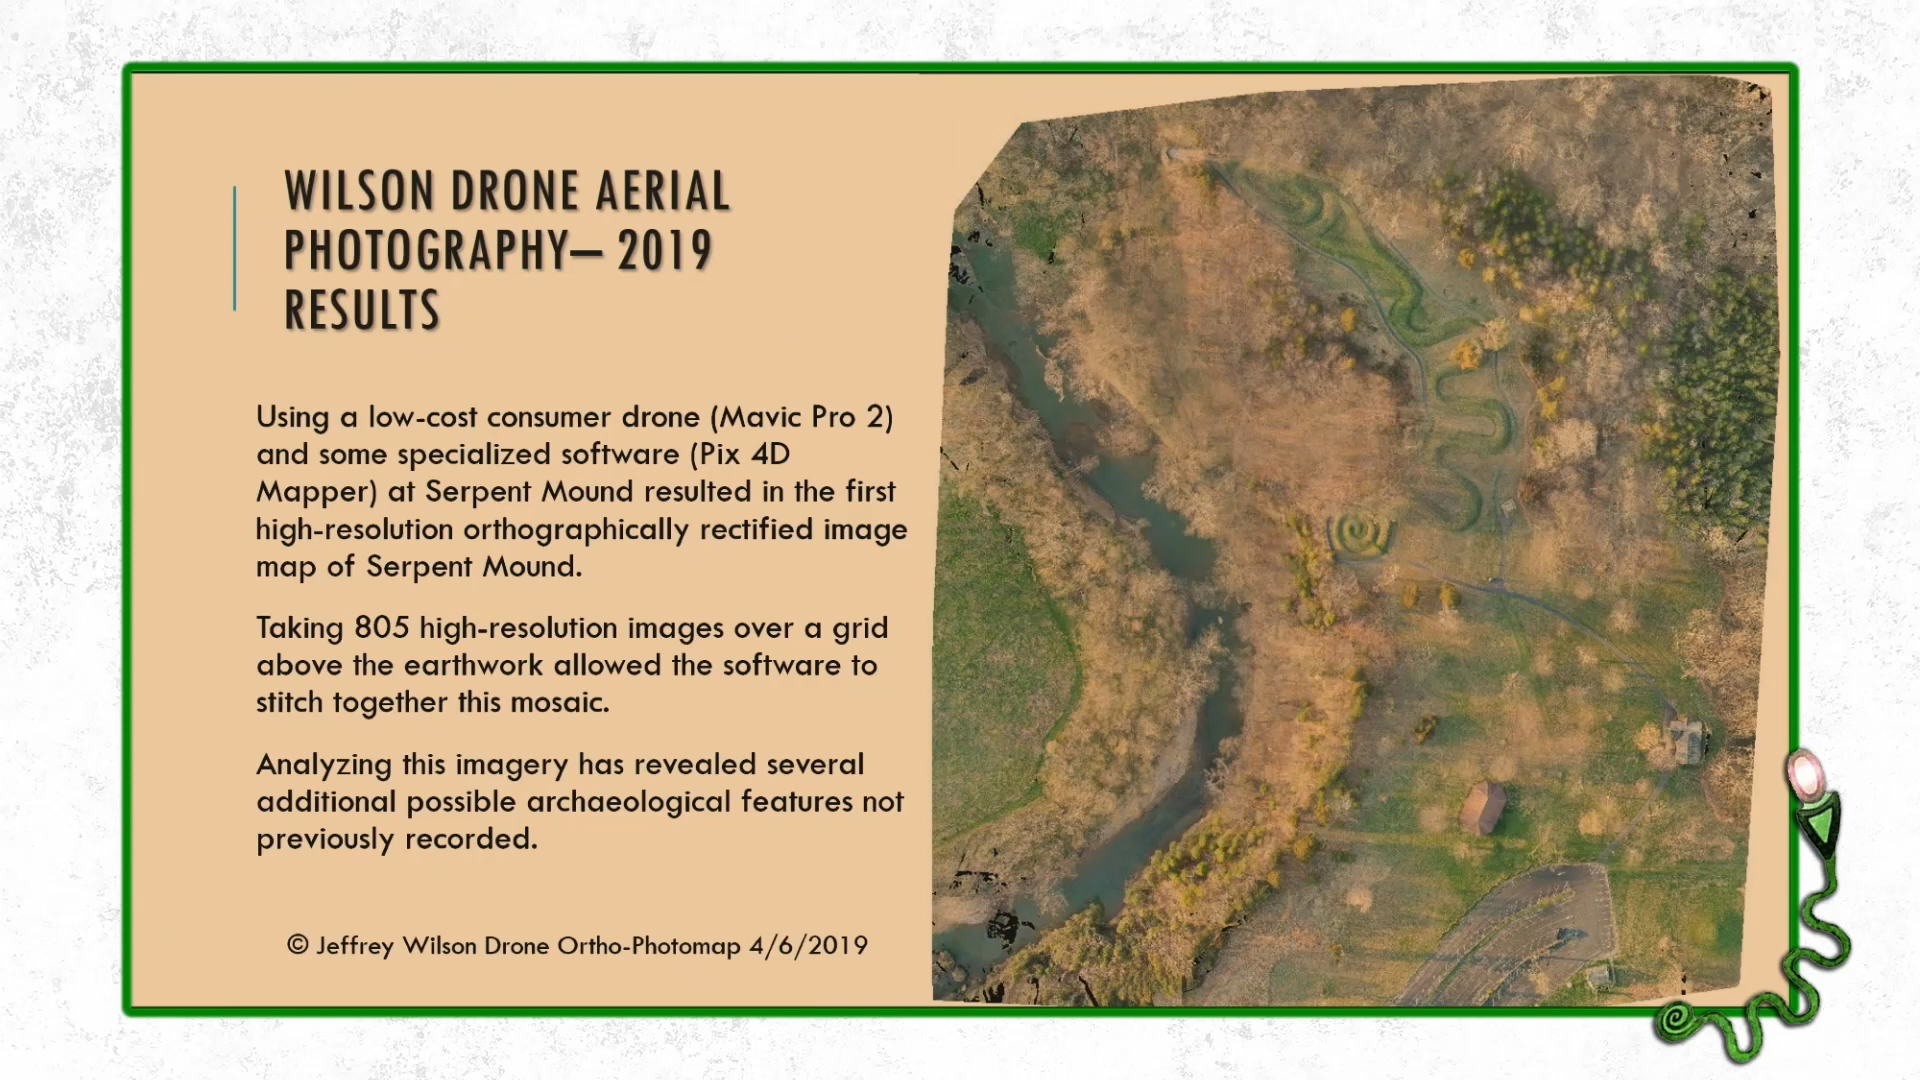 WILSON DRONE AERIAL
PHOTOGRAPHY— 2019
RESULTS
Using a low-cost consumer drone (Mavic Pro 2)
and some specialized software (Pix 4D
Mapper) at Serpent Mound resulted in the first
high-resolution orthographically rectified image
map of Serpent Mound.
Taking 805 high-resolution images over a grid
above the earthwork allowed the software to
stitch together this mosaic.
Analyzing this imagery has revealed several
additional possible archaeological features not
previously recorded.
© Jeffrey Wilson Drone Ortho-Photomap 4/6/2019